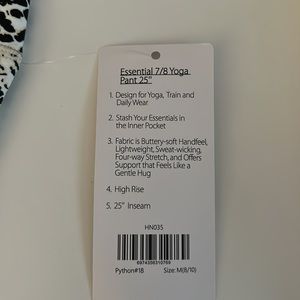 Essential 7/8 Yoga
Pant 25"
1. Design for Yoga, Train and
Daily Wear
2. Stash Your Essentials in
the Inner Pocket
3. Fabric is Buttery-soft Handfeel,
Lightweight, Sweat-wicking,
Four-way Stretch, and Offers
Support that Feels Like a
Gentle Hug
4. High Rise
5. 25" Inseam
HN035
6974356310769
Python#18 Size: M(8/10)